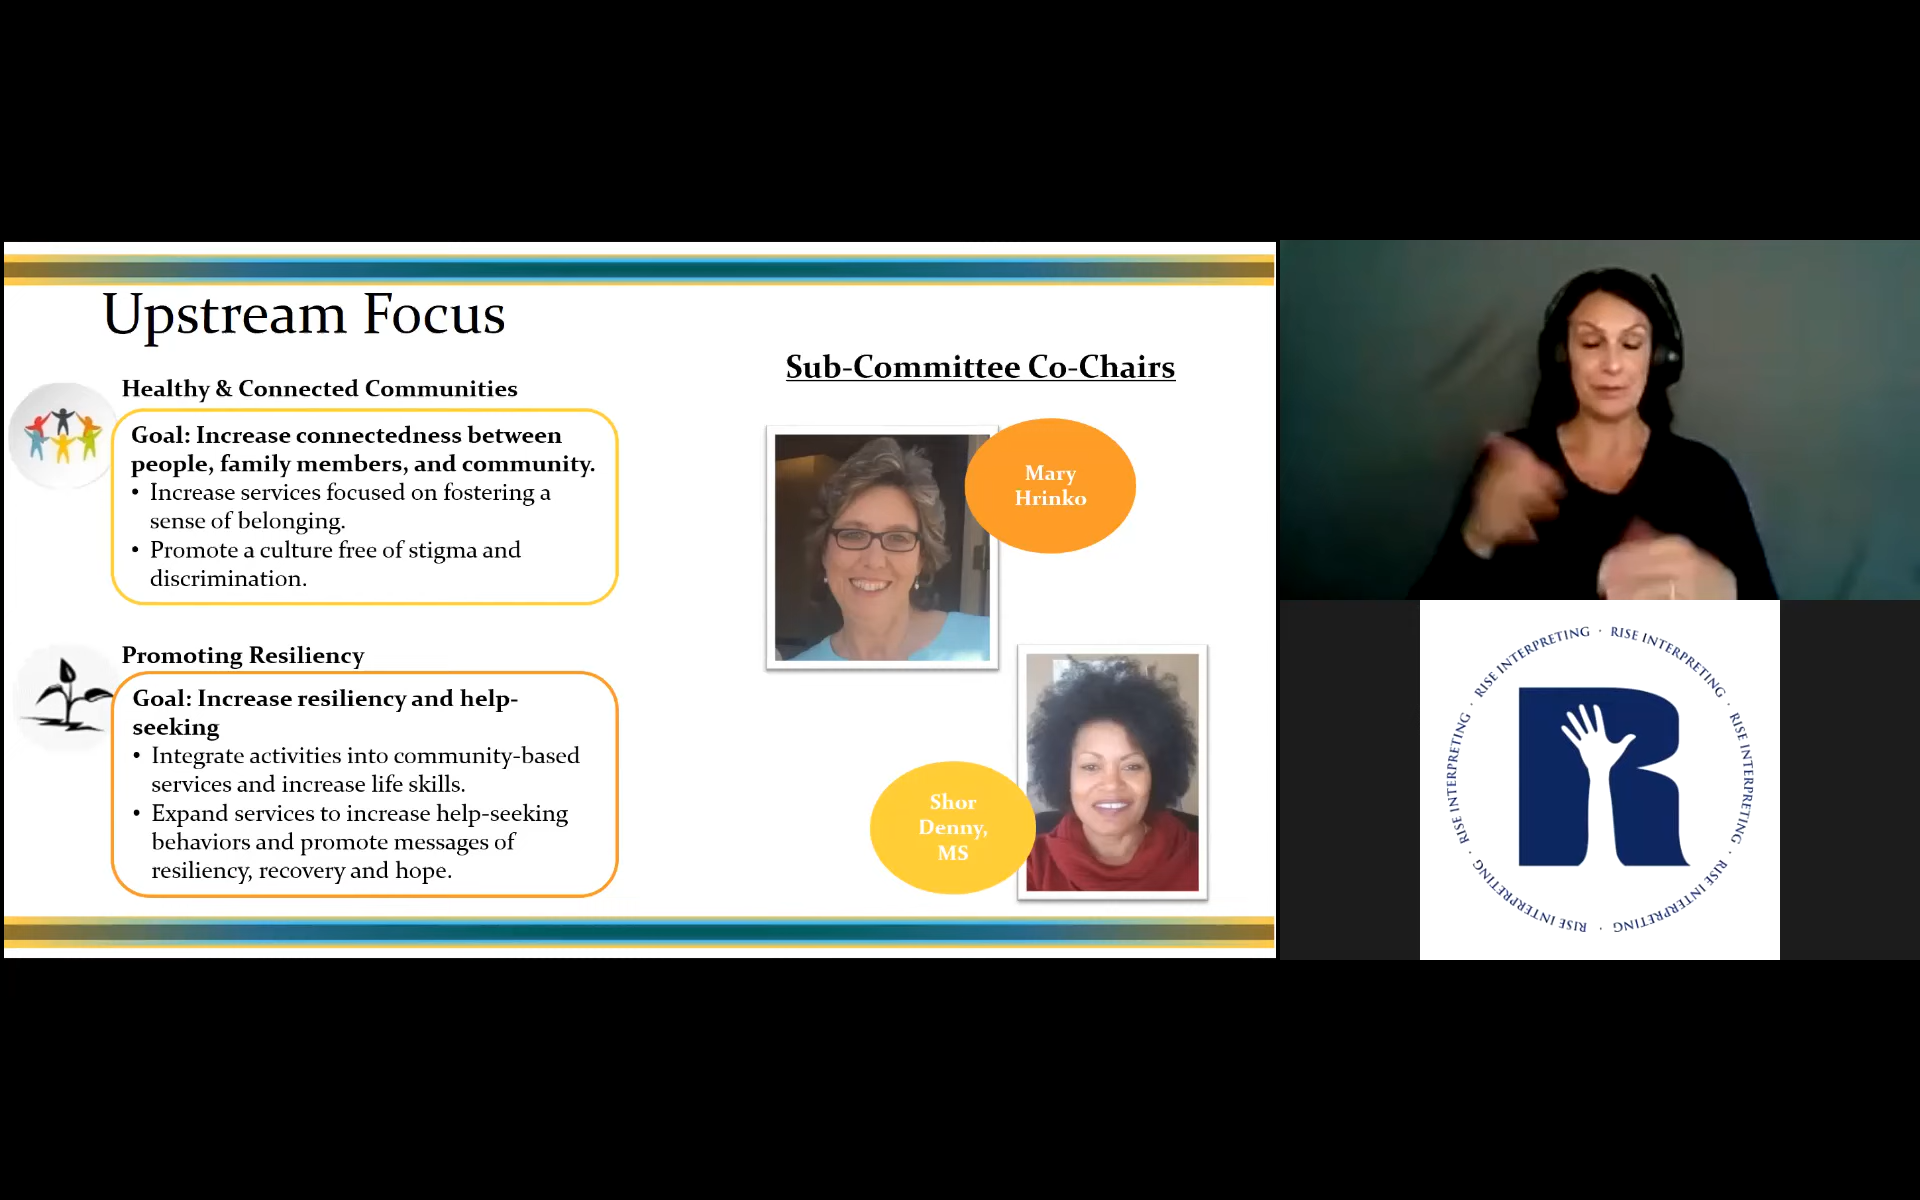 Upstream Focus
Healthy & Connected Communities
Goal: Increase connectedness between
people, family members, and community.
• Increase services focused on fostering a
sense of belonging.
• Promote a culture free of stigma and
discrimination.
Promoting Resiliency
Goal: Increase resiliency and help-
seeking
• Integrate activities into community-based
services and increase life skills.
• Expand services to increase help-seeking
behaviors and promote messages of
resiliency, recovery and hope.
Sub-Committee Co-Chairs
Mary
Hrinko
Shor
Denny,
MS
RISE INTERPRETING · RISE INTERPRETING · RISE INTERPRETING · RISE INTERPRETING · RISE INTERPRETING · RISE INTERPRETING ·
R